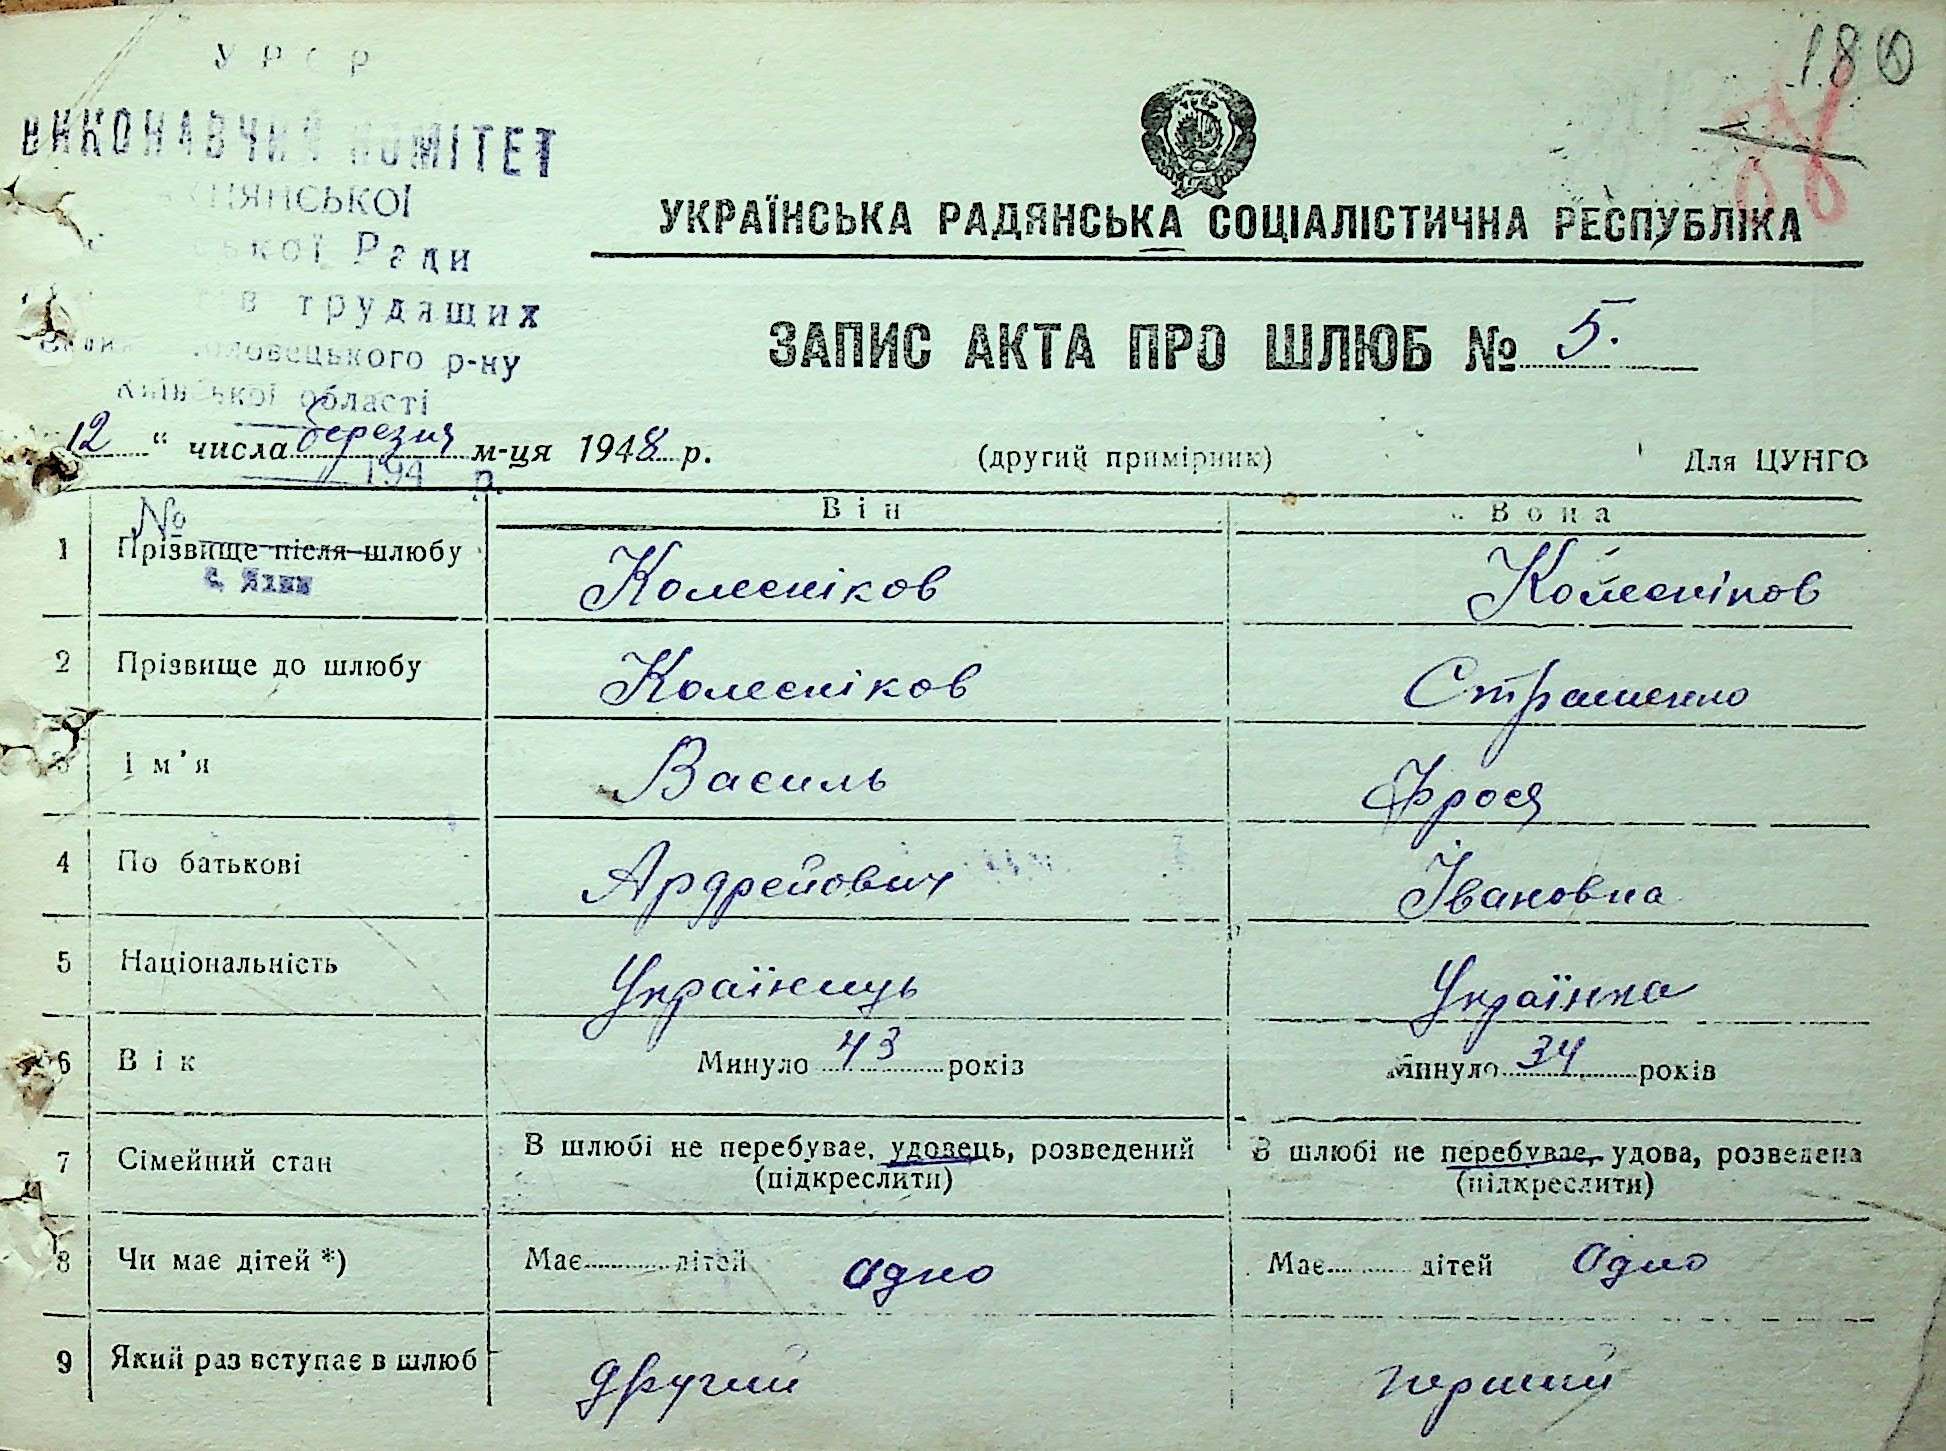 УРСР
ВИКОНАВЧИЙ КОМІТЕТ
Ради
трудящих
р-ну
Київської області
194 р.
№
с. Яхни
180
УКРАЇНСЬКА РАДЯНСЬКА СОЦІАЛІСТИЧНА РЕСПУБЛІКА
ЗАПИС АКТА ПРО ШЛЮБ № 5.
12 " числа березня м-ця 1948 р. (другий примірник) Для ЦУНГО
Він Вона
1 Прізвище після шлюбу Колесніков Колесніков
2 Прізвище до шлюбу Колесніков Страшенко
3 Ім'я Василь Фрося
4 По батькові Ардрейович Івановна
5 Національність Українець Українка
6 Вік Минуло 43 років Минуло 34 років
7 Сімейний стан В шлюбі не перебуває, удовець, розведений В шлюбі не перебуває, удова, розведена
(підкреслити) (підкреслити)
8 Чи має дітей *) Має дітей одно Має дітей одно
9 Який раз вступає в шлюб другий перший